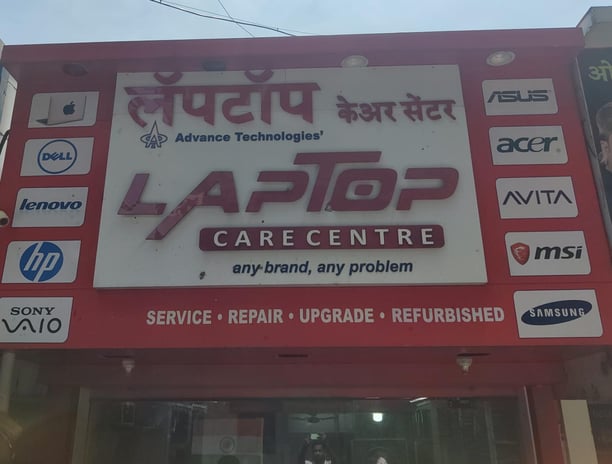 लॅपटॉप केअर सेंटर
Advance Technologies'
LAPTOP
CARE CENTRE
any brand, any problem
SERVICE • REPAIR • UPGRADE • REFURBISHED
DELL
lenovo
hp
SONY
VAIO
ASUS
acer
AVITA
msi
SAMSUNG